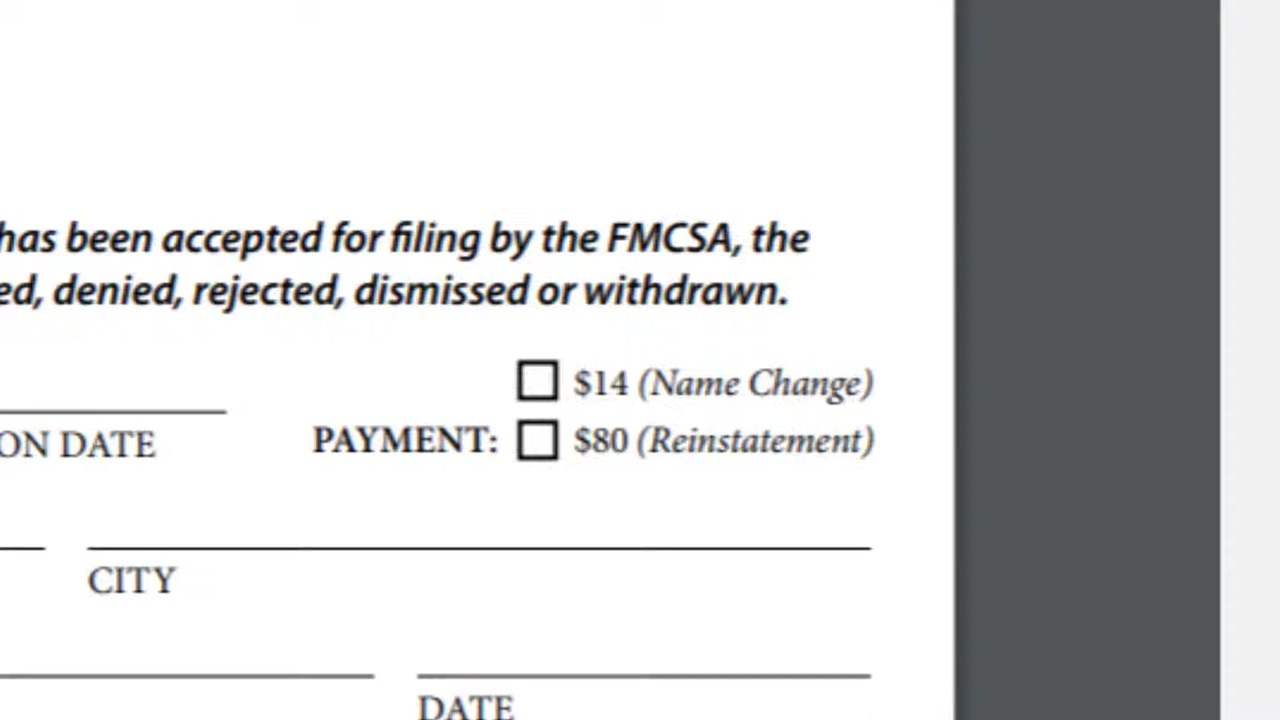 has been accepted for filing by the FMCSA, the
ed, denied, rejected, dismissed or withdrawn.
$14 (Name Change)
ON DATE PAYMENT: $80 (Reinstatement)
CITY
DATE